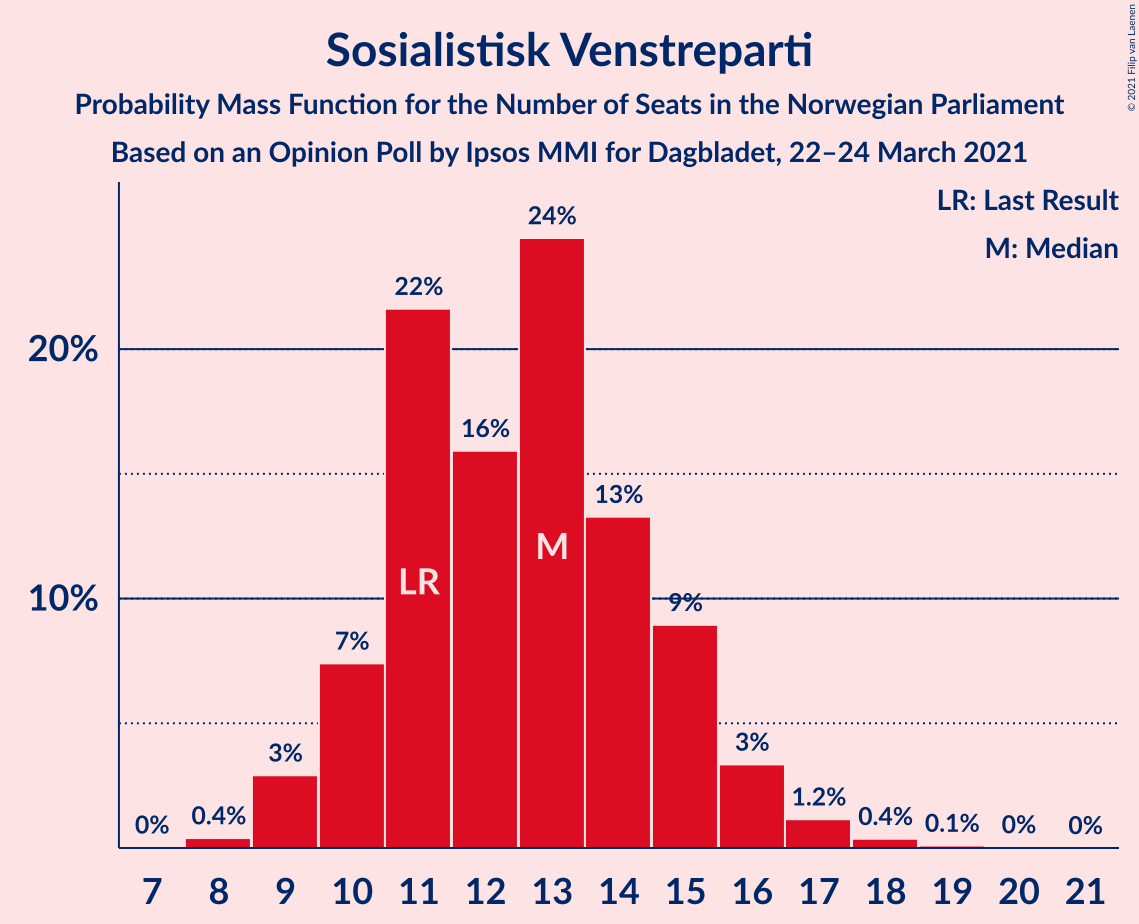 Sosialistisk Venstreparti
Probability Mass Function for the Number of Seats in the Norwegian Parliament
Based on an Opinion Poll by Ipsos MMI for Dagbladet, 22–24 March 2021
© 2021 Filip van Laenen
LR: Last Result
M: Median
24%
22%
20%
16%
13%
M
LR
10%
9%
7%
3%
3%
1.2%
0%
0.4%
0.4%
0.1%
0%
0%
7 8 9 10 11 12 13 14 15 16 17 18 19 20 21